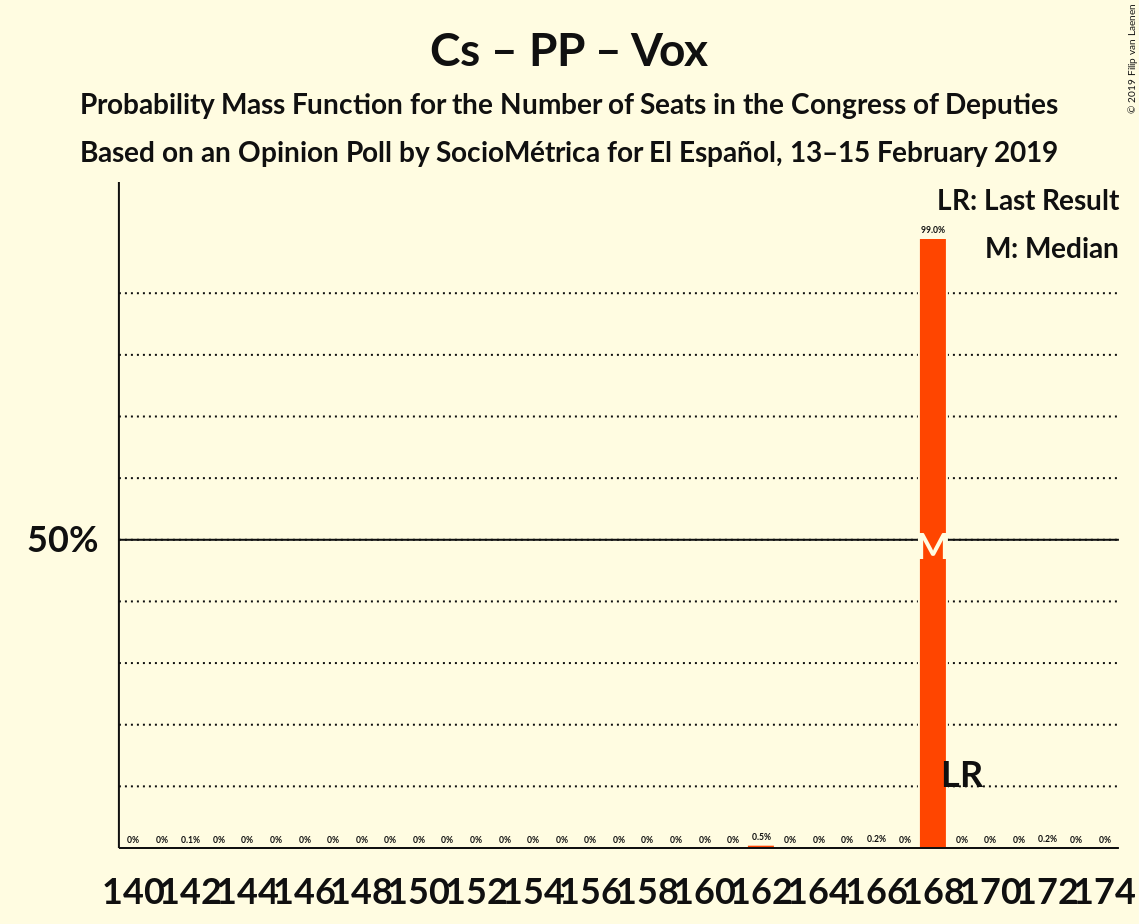 Cs – PP – Vox
Probability Mass Function for the Number of Seats in the Congress of Deputies
Based on an Opinion Poll by SocioMétrica for El Español, 13–15 February 2019
© 2019 Filip van Laenen
LR: Last Result
99.0%
M: Median
50%
M
LR
0% 0% 0.1% 0% 0% 0% 0% 0% 0% 0% 0% 0% 0% 0% 0% 0% 0% 0% 0% 0% 0% 0% 0.5% 0% 0% 0% 0.2% 0% 0% 0% 0% 0.2% 0% 0%
140 142 144 146 148 150 152 154 156 158 160 162 164 166 168 170 172 174